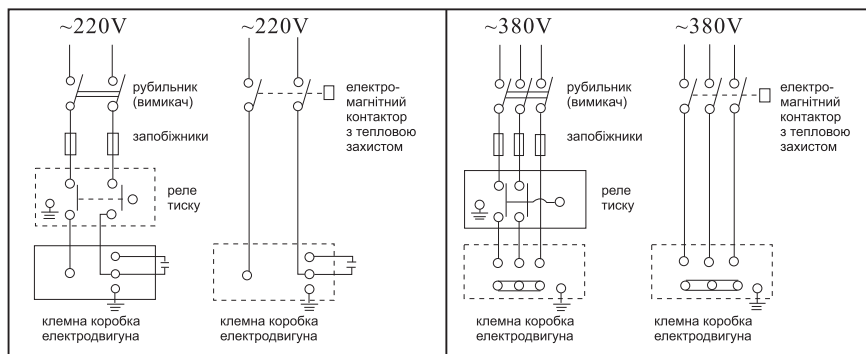 ~220V
~220V
рубильник
(вимикач)
запобіжники
реле
тиску
електро-
магнітний
контактор
з тепловою
захистом
клемна коробка
електродвигуна
клемна коробка
електродвигуна
~380V
~380V
рубильник
(вимикач)
запобіжники
реле
тиску
електро-
магнітний
контактор
з тепловою
захистом
клемна коробка
електродвигуна
клемна коробка
електродвигуна